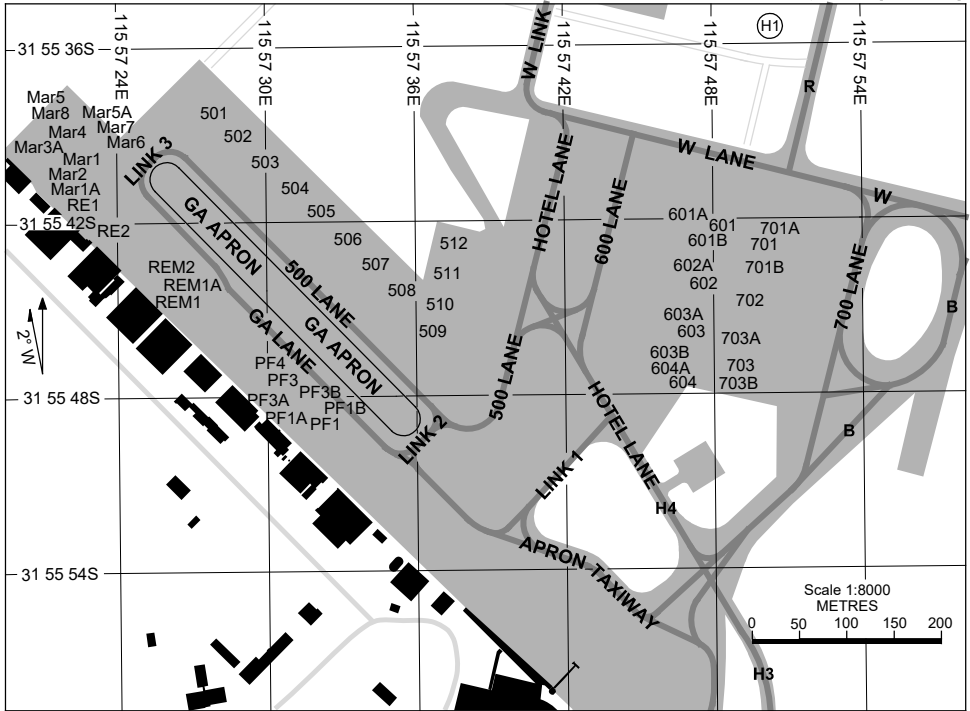 H1
31 55 36S
115 57 24E
115 57 30E
115 57 36E
115 57 42E
115 57 48E
115 57 54E
W LINK
R
Mar5
Mar8
Mar5A
Mar4
Mar7
Mar3A
Mar6
Mar1
Mar2
Mar1A
RE1
31 55 42S
RE2
LINK 3
501
502
503
504
505
506
507
508
509
510
511
512
GA APRON
500 LANE
GA APRON
GA LANE
REM2
REM1A
REM1
HOTEL LANE
600 LANE
W LANE
W
601A
601
701A
601B
701
602A
701B
602
702
603A
603
703A
603B
604A
703
604
703B
700 LANE
B
2° W
PF4
PF3
PF3B
PF3A
PF1B
PF1A
PF1
31 55 48S
LINK 2
500 LANE
HOTEL LANE
B
LINK 1
H4
APRON TAXIWAY
31 55 54S
Scale 1:8000
METRES
0 50 100 150 200
H3